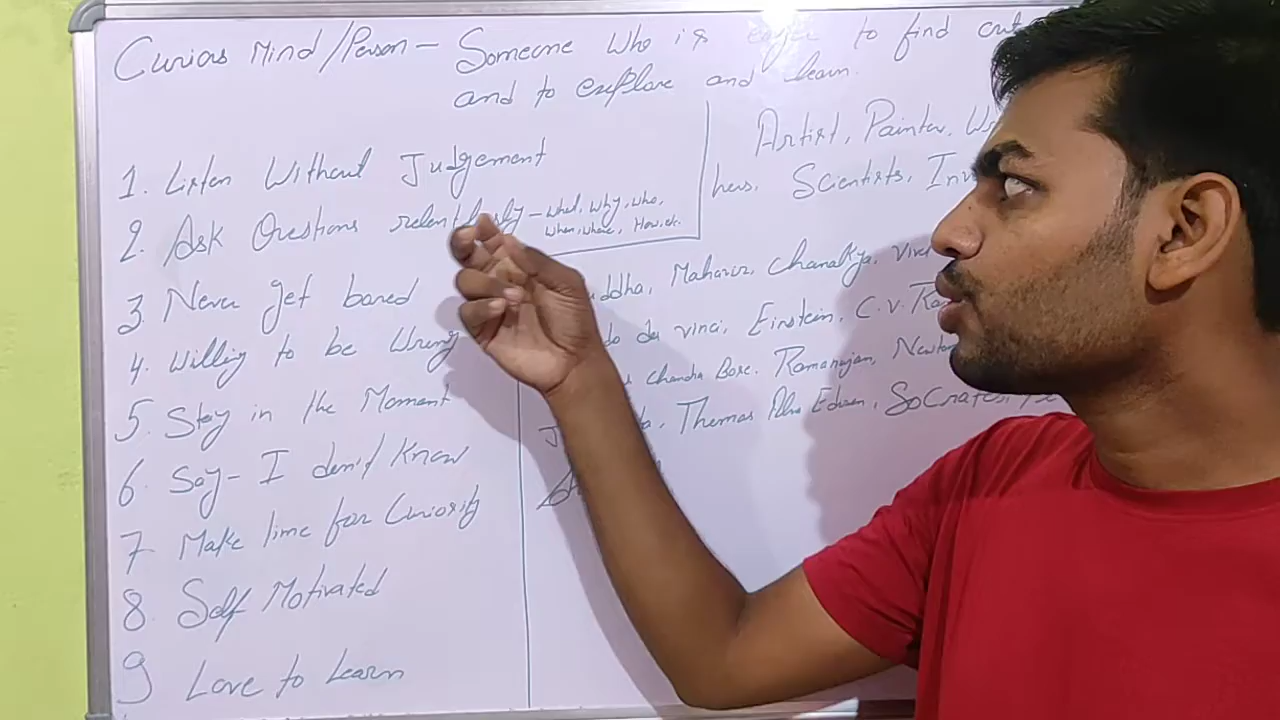 Curious Mind/Person - Someone who is eager to find out
and to explore and learn.
1. Listen Without Judgement
2. Ask Questions relentlessly - what, why, who,
when, where, How, etc.
3. Never get bored
4. Willing to be Wrong
5. Stay in the Moment
6. Say - I don't know
7. Make time for Curiosity
8. Self Motivated
9 Love to Learn
Artist, Painter, 
hers, Scientists, Inv
ddha, Mahavir, Chanakya, Vive
do da vinci, Einstein, C.V. Ra
Chandra Bose, Ramanujan, Newton
Thomas Alva Edison, Socrates,